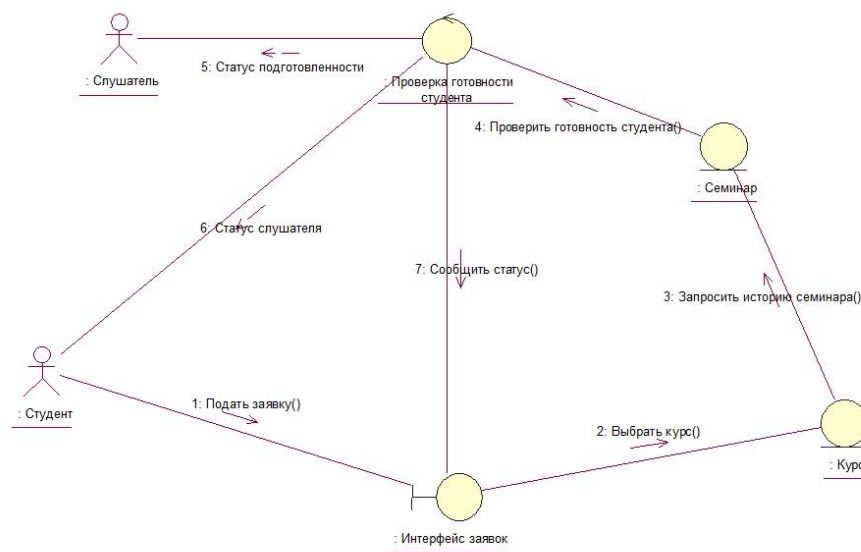 : Слушатель
5: Статус подготовленности
: Проверка готовности
студента
4: Проверить готовность студента()
: Семинар
6: Статус слушателя
7: Сообщить статус()
3: Запросить историю семинара()
: Студент
1: Подать заявку()
2: Выбрать курс()
: Курс
: Интерфейс заявок